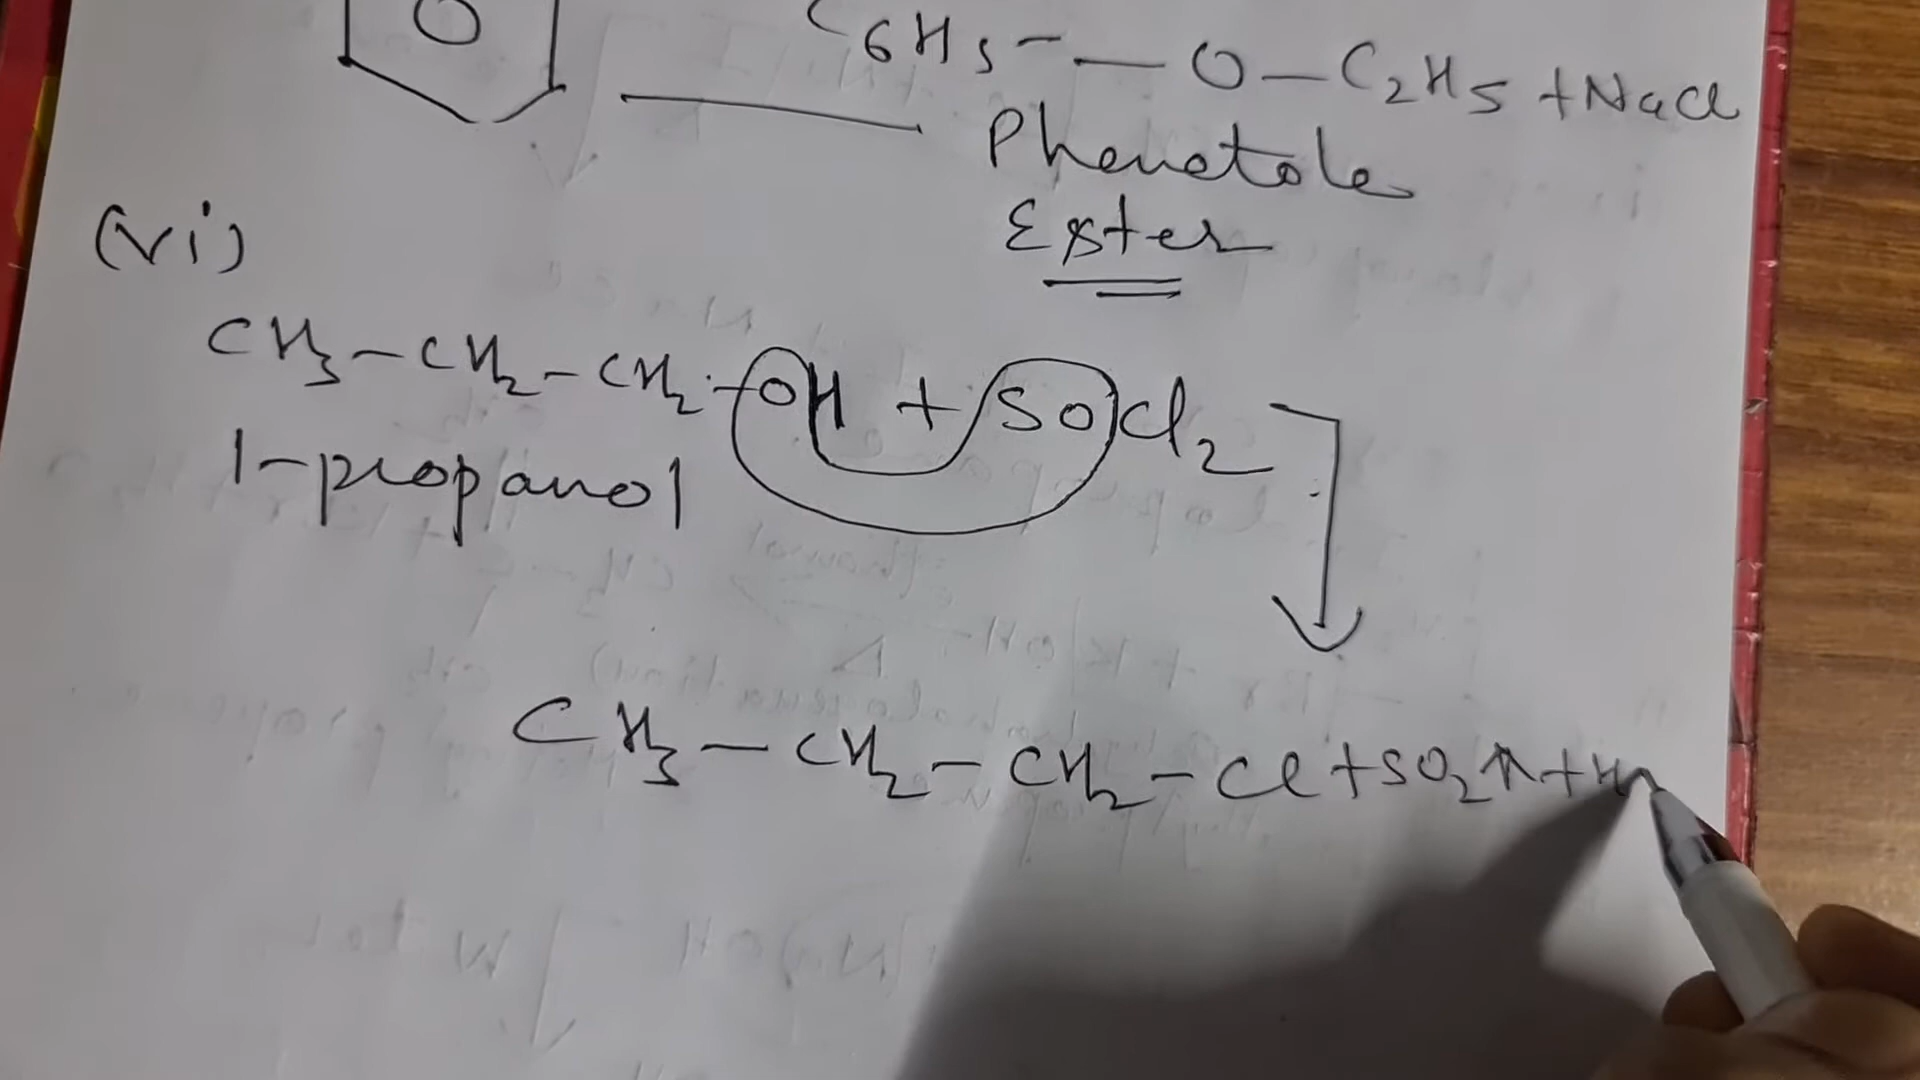 C6H5 - — O — C2H5 + NaCl
Phenetole
Ester
(vi)
CH3 — CH2 — CH2 — OH + SOCl2
1-propanol
CH3 — CH2 — CH2 — Cl + SO2 ↑ + H